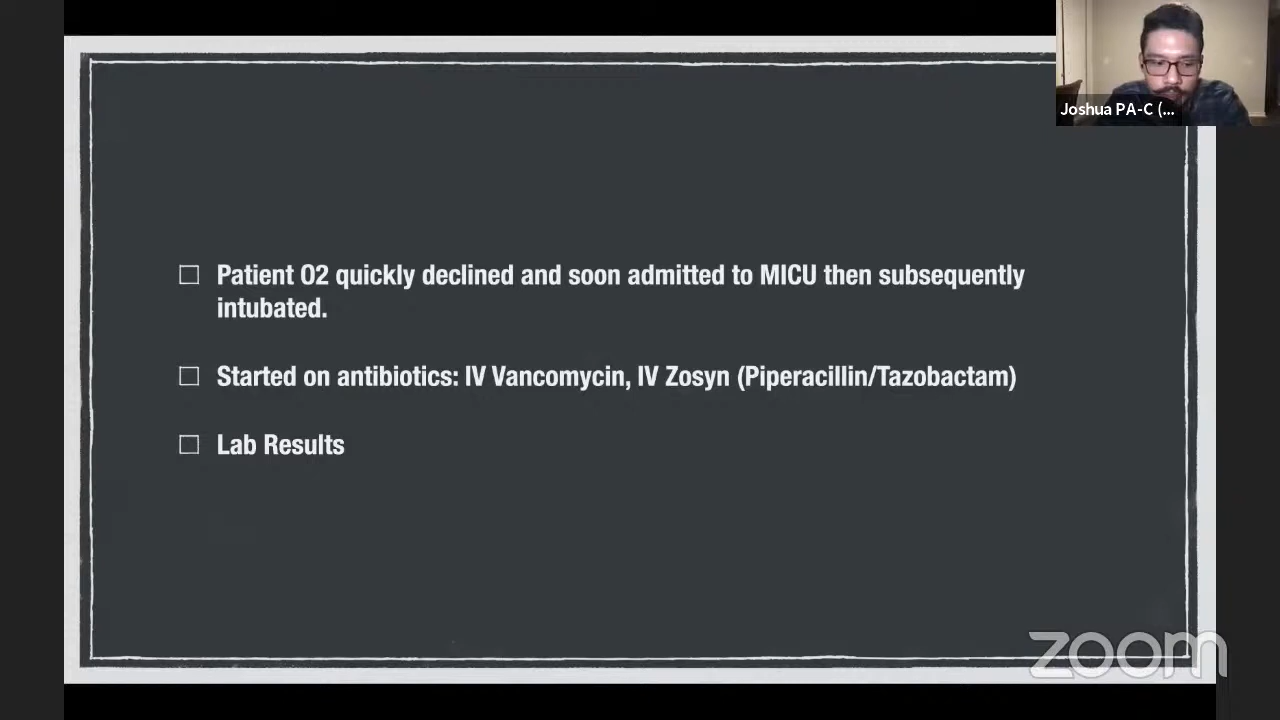 Joshua PA-C (...
Patient O2 quickly declined and soon admitted to MICU then subsequently
intubated.
Started on antibiotics: IV Vancomycin, IV Zosyn (Piperacillin/Tazobactam)
Lab Results
zoom